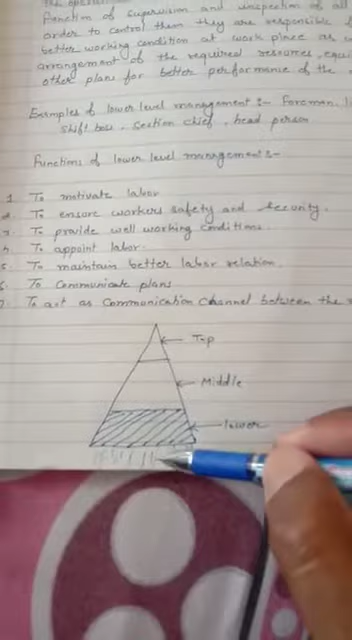 function of supervision and inspection of all
order to control them they are responsible f
better working condition at work place as w
arrangement of the required resources, equi
other plans for better performance of the
Examples of lower level management :- Foreman,
Shift boss, Section chief, head person
Functions of lower level management :-
1 To motivate labor
2. To ensure workers safety and security.
3. To provide well working conditions.
4. To appoint labor.
5. To maintain better labor relation.
6. To communicate plans
7. To act as communication channel between the
Top
Middle
lower